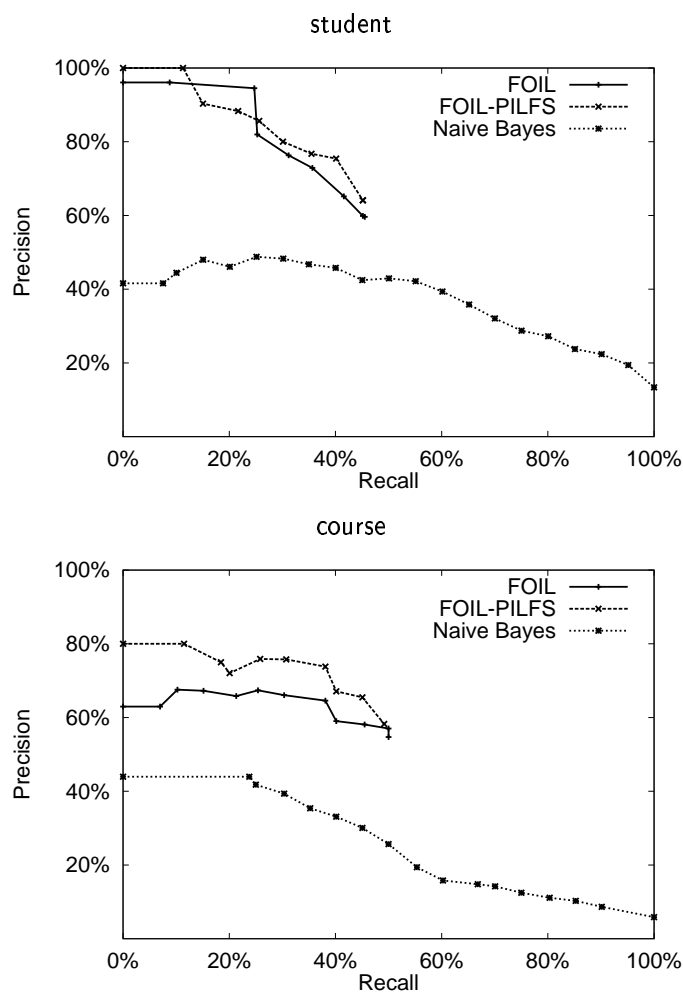 student
100%
80%
60%
40%
20%
Precision
FOIL
FOIL-PILFS
Naive Bayes
0% 20% 40% 60% 80% 100%
Recall
course
100%
80%
60%
40%
20%
Precision
FOIL
FOIL-PILFS
Naive Bayes
0% 20% 40% 60% 80% 100%
Recall